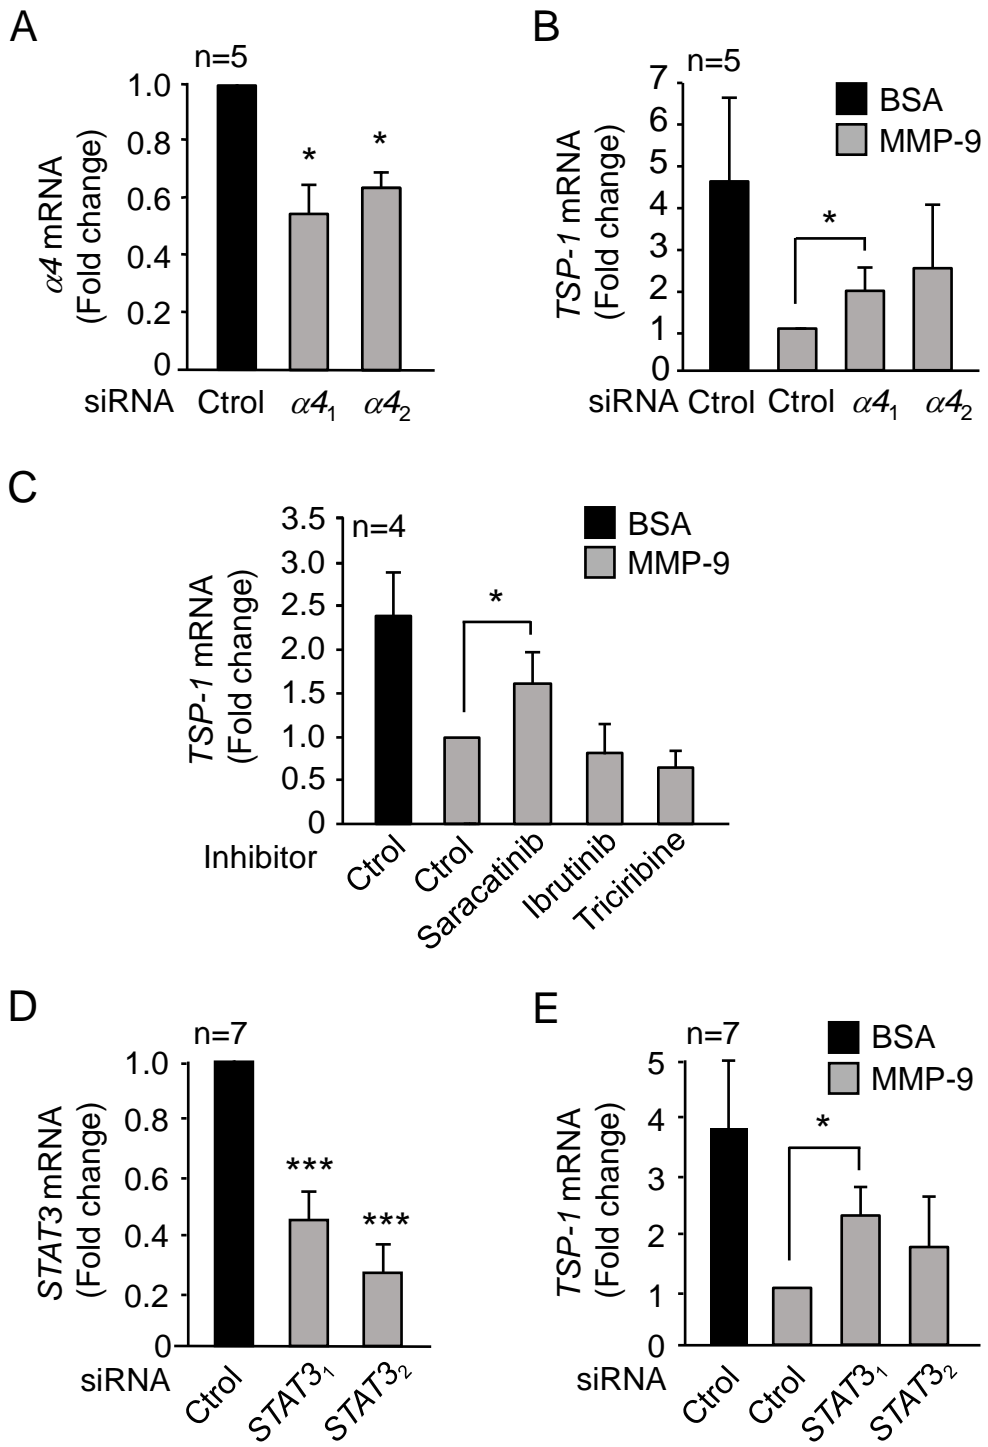 A
n=5
α4 mRNA
(Fold change)
1.0
0.8
0.6
0.4
0.2
0
* *
siRNA Ctrol α4₁ α4₂
B
n=5
TSP-1 mRNA
(Fold change)
7
6
5
4
3
2
1
0
BSA
MMP-9
*
siRNA Ctrol Ctrol α4₁ α4₂
C
n=4
TSP-1 mRNA
(Fold change)
3.5
3.0
2.5
2.0
1.5
1.0
0.5
0
BSA
MMP-9
*
Inhibitor Ctrol Ctrol Saracatinib Ibrutinib Triciribine
D
n=7
STAT3 mRNA
(Fold change)
1.0
0.8
0.6
0.4
0.2
0
***
***
siRNA Ctrol STAT3₁ STAT3₂
E
n=7
TSP-1 mRNA
(Fold change)
5
4
3
2
1
0
BSA
MMP-9
*
siRNA Ctrol Ctrol STAT3₁ STAT3₂